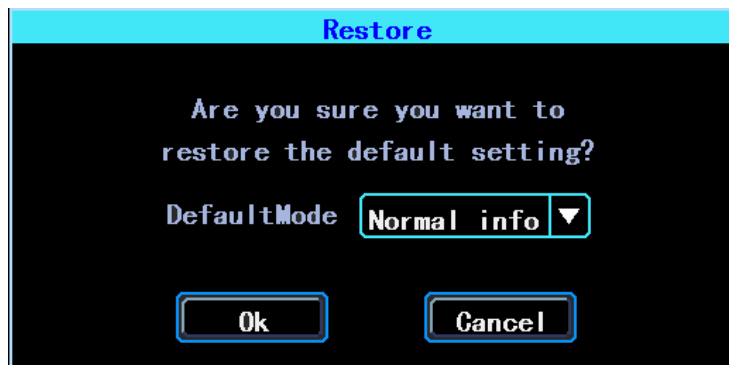 Restore
Are you sure you want to
restore the default setting?
DefaultMode Normal info
Ok Cancel